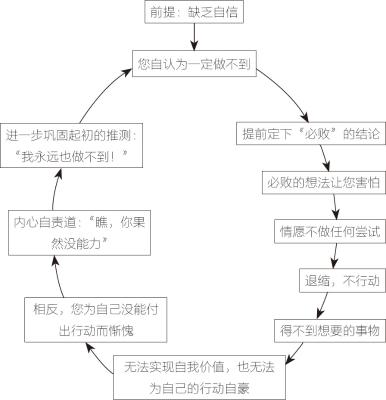 前提：缺乏自信
您自认为一定做不到
提前定下“必败”的结论
必败的想法让您害怕
情愿不做任何尝试
退缩，不行动
得不到想要的事物
无法实现自我价值，也无法
为自己的行动自豪
相反，您为自己没能付
出行动而惭愧
内心自责道：“瞧，你果
然没能力”
进一步巩固起初的推测：
“我永远也做不到！”